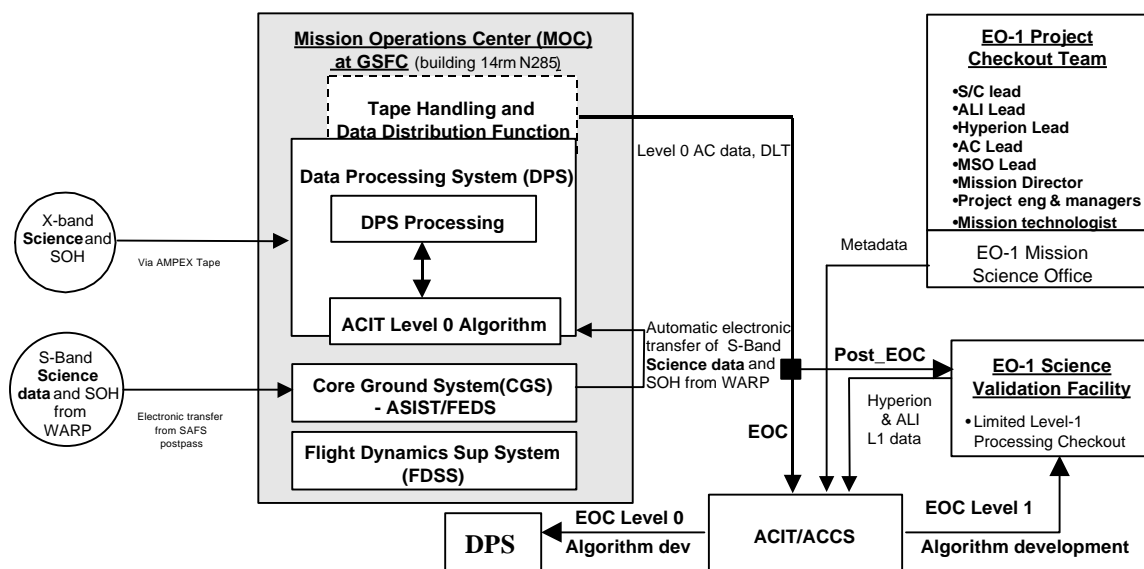 Mission Operations Center (MOC)
at GSFC (building 14rm N285)
Tape Handling and
Data Distribution Function
Data Processing System (DPS)
DPS Processing
ACIT Level 0 Algorithm
Core Ground System(CGS)
- ASIST/FEDS
Flight Dynamics Sup System
(FDSS)
X-band
Science and
SOH
Via AMPEX Tape
S-Band
Science
data and SOH
from
WARP
Electronic transfer
from SAFS
postpass
Level 0 AC data, DLT
Automatic electronic
transfer of S-Band
Science data and
SOH from WARP
EO-1 Project
Checkout Team
•S/C lead
•ALI Lead
•Hyperion Lead
•AC Lead
•MSO Lead
•Mission Director
•Project eng & managers
•Mission technologist
EO-1 Mission
Science Office
Metadata
Post_EOC
EO-1 Science
Validation Facility
• Limited Level-1
Processing Checkout
Hyperion
& ALI
L1 data
EOC
DPS
EOC Level 0
Algorithm dev
ACIT/ACCS
EOC Level 1
Algorithm development